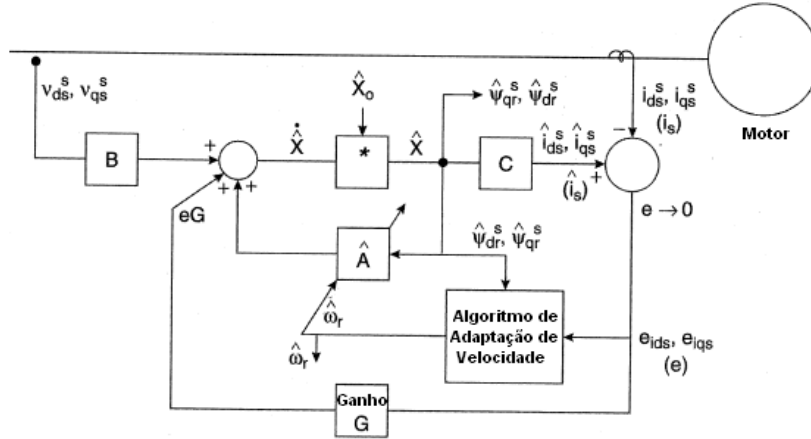 v_ds^s, v_qs^s
B
+
+
+
eG
X̂_o
Ẋ̂
*
X̂
ψ̂_qr^s, ψ̂_dr^s
C
î_ds^s, î_qs^s
(î_s)
+
−
i_ds^s, i_qs^s
(i_s)
Motor
e → 0
Â
ψ̂_dr^s, ψ̂_qr^s
ω̂_r
ω̂_r
Algoritmo de
Adaptação de
Velocidade
e_ids, e_iqs
(e)
Ganho
G